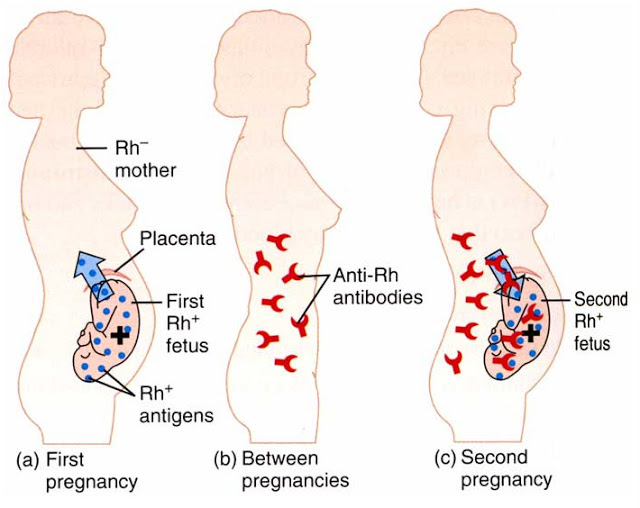 Rh⁻
mother
Placenta
First
Rh⁺
fetus
Rh⁺
antigens
(a) First
pregnancy
Anti-Rh
antibodies
(b) Between
pregnancies
Second
Rh⁺
fetus
(c) Second
pregnancy